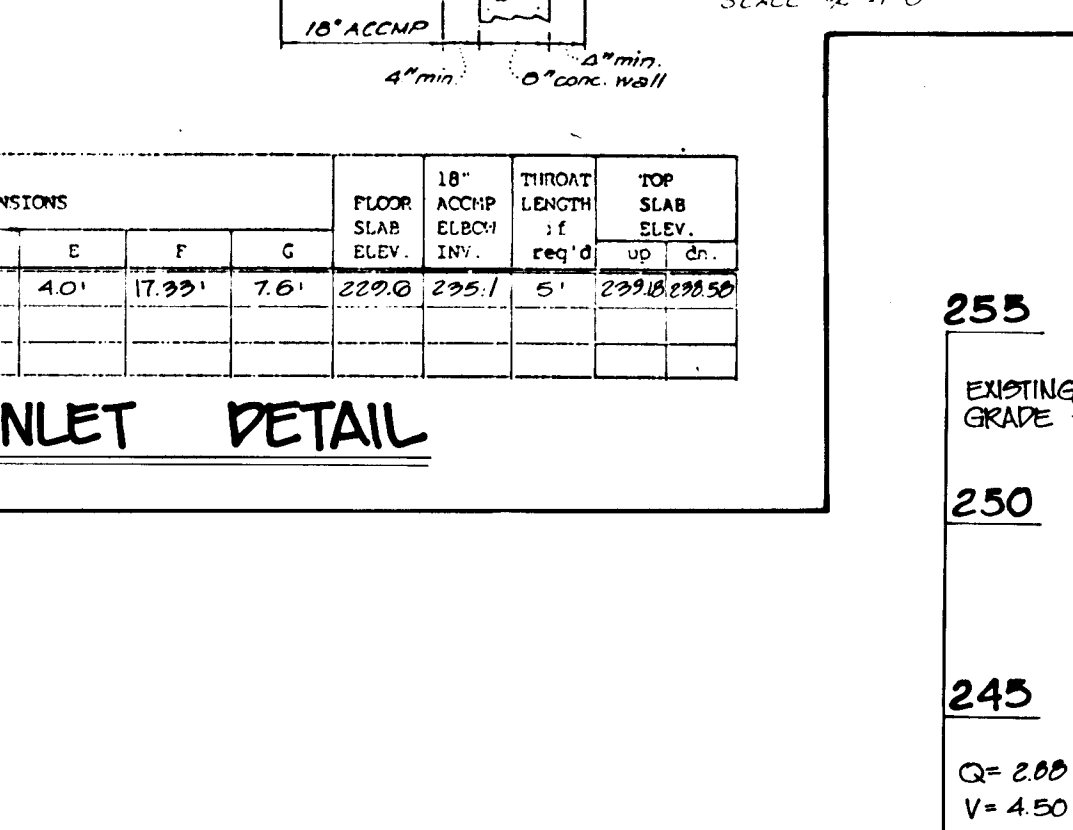 18" ACCMP
4" min.
4" min.
8" conc. wall
NSIONS
FLOOR
SLAB
ELEV.
18"
ACCMP
ELBOW
INV.
THROAT
LENGTH
if
req'd
TOP
SLAB
ELEV.
E F G up dn.
4.0' 17.33' 7.6' 235.1 5' 239.18 238.58
NLET DETAIL
255
EXISTING
GRADE
250
245
Q= 2.88
V= 4.50